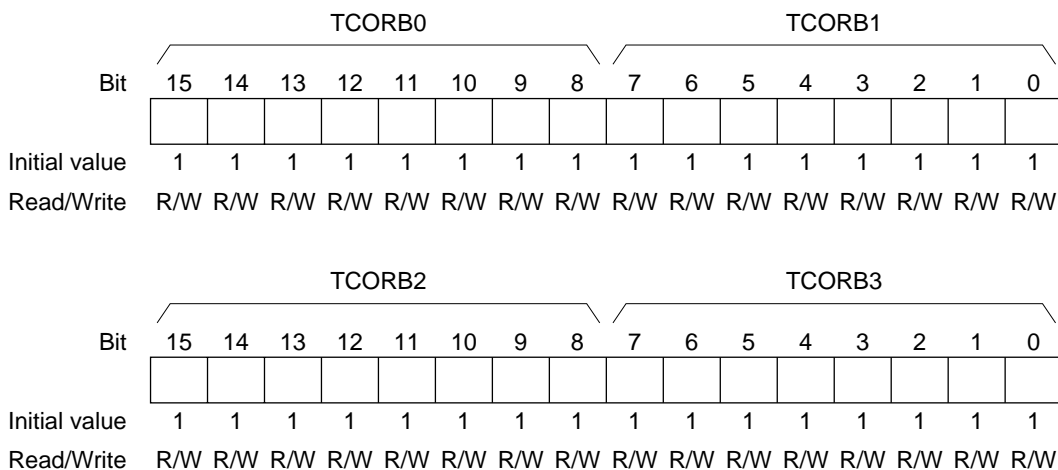 TCORB0 TCORB1
Bit 15 14 13 12 11 10 9 8 7 6 5 4 3 2 1 0
Initial value 1 1 1 1 1 1 1 1 1 1 1 1 1 1 1 1
Read/Write R/W R/W R/W R/W R/W R/W R/W R/W R/W R/W R/W R/W R/W R/W R/W R/W
TCORB2 TCORB3
Bit 15 14 13 12 11 10 9 8 7 6 5 4 3 2 1 0
Initial value 1 1 1 1 1 1 1 1 1 1 1 1 1 1 1 1
Read/Write R/W R/W R/W R/W R/W R/W R/W R/W R/W R/W R/W R/W R/W R/W R/W R/W